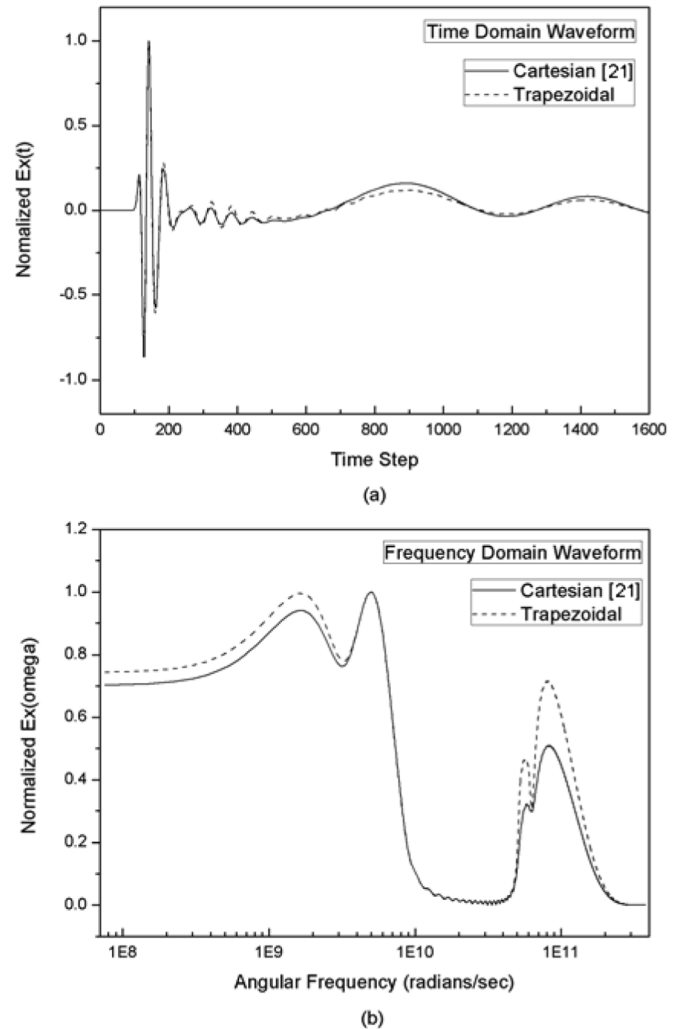 Time Domain Waveform
Cartesian [21]
Trapezoidal
Nomalized Ex(t)
1.0
0.5
0.0
-0.5
-1.0
0 200 400 600 800 1000 1200 1400 1600
Time Step
(a)
Frequency Domain Waveform
Cartesian [21]
Trapezoidal
Normalized Ex(omega)
1.2
1.0
0.8
0.6
0.4
0.2
0.0
1E8 1E9 1E10 1E11
Angular Frequency (radians/sec)
(b)